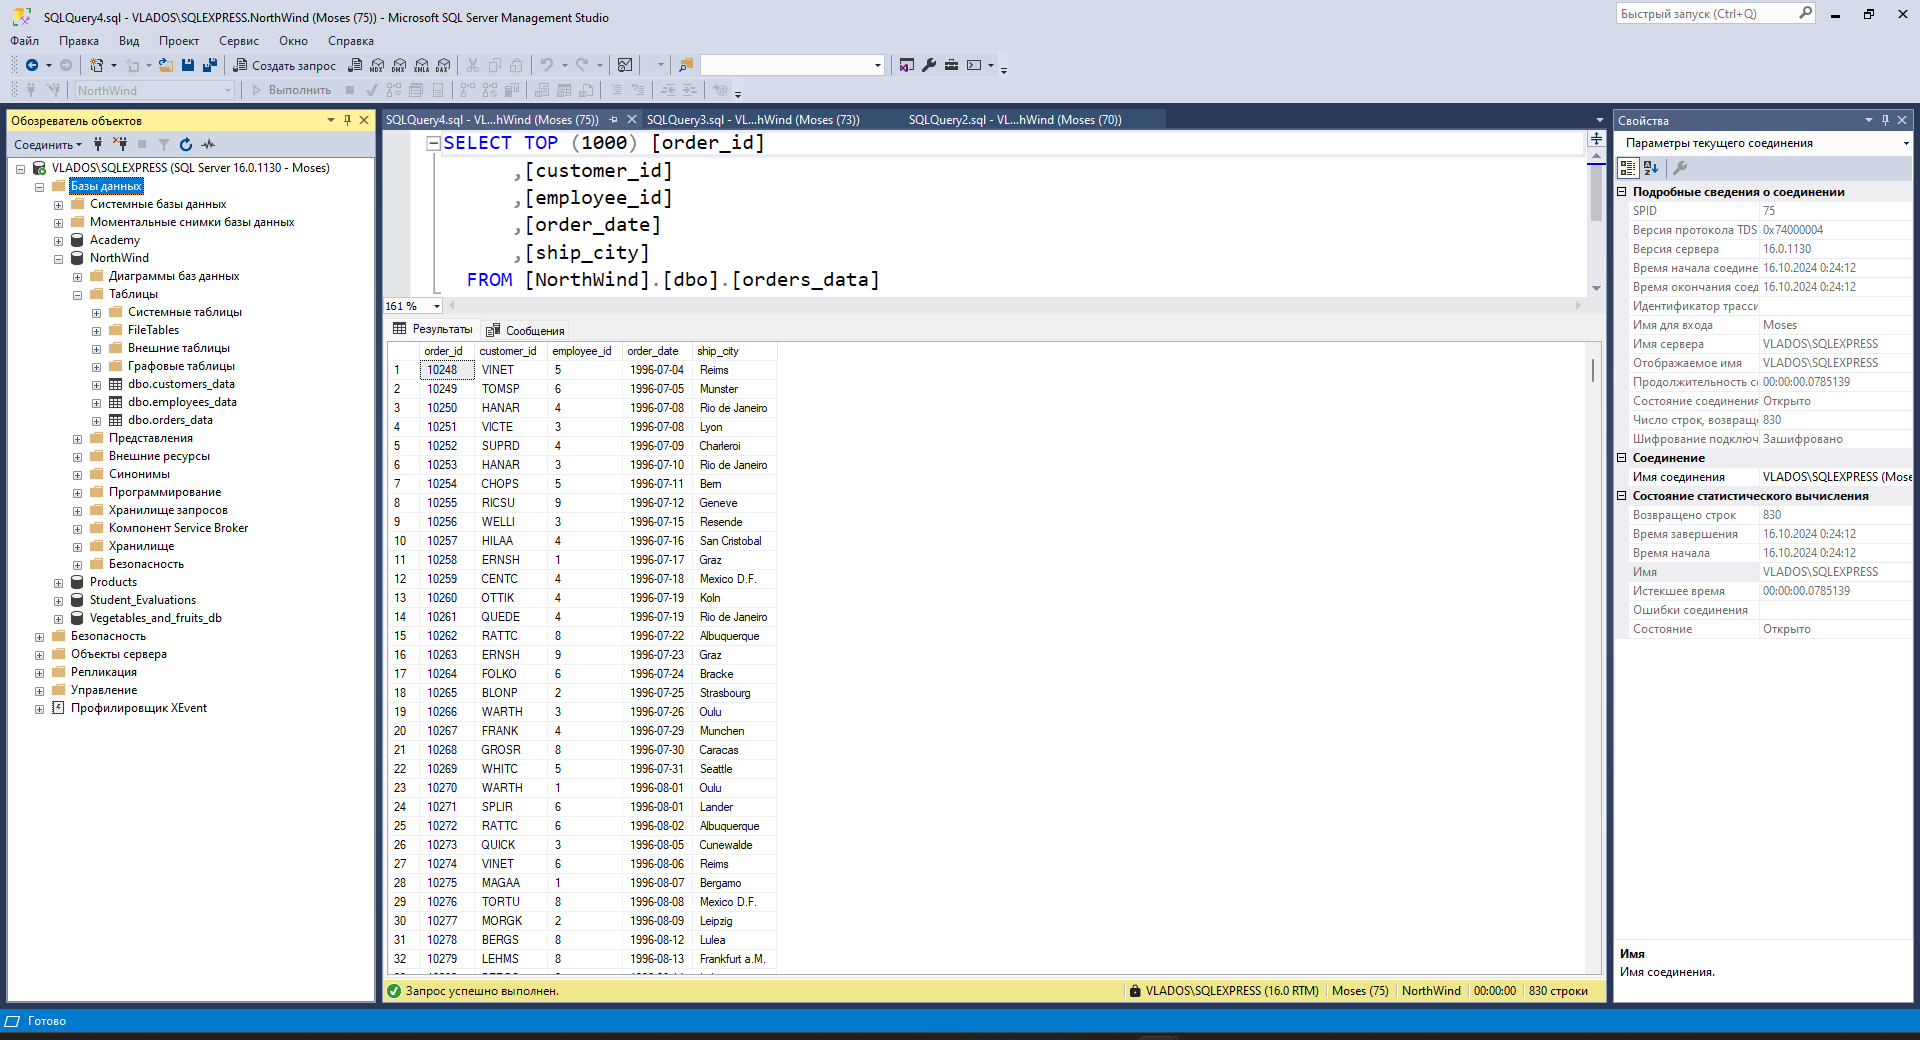 SQLQuery4.sql - VLADOS\SQLEXPRESS.NorthWind (Moses (75)) - Microsoft SQL Server Management Studio
Быстрый запуск (Ctrl+Q)
Файл Правка Вид Проект Сервис Окно Справка
Создать запрос MDX DMX XMLA DAX
NorthWind Выполнить
Обозреватель объектов
Соединить
VLADOS\SQLEXPRESS (SQL Server 16.0.1130 - Moses)
Базы данных
Системные базы данных
Моментальные снимки базы данных
Academy
NorthWind
Диаграммы баз данных
Таблицы
Системные таблицы
FileTables
Внешние таблицы
Графовые таблицы
dbo.customers_data
dbo.employees_data
dbo.orders_data
Представления
Внешние ресурсы
Синонимы
Программирование
Хранилище запросов
Компонент Service Broker
Хранилище
Безопасность
Products
Student_Evaluations
Vegetables_and_fruits_db
Безопасность
Объекты сервера
Репликация
Управление
Профилировщик XEvent
SQLQuery4.sql - VL...hWind (Moses (75)) SQLQuery3.sql - VL...hWind (Moses (73)) SQLQuery2.sql - VL...hWind (Moses (70))
SELECT TOP (1000) [order_id]
,[customer_id]
,[employee_id]
,[order_date]
,[ship_city]
FROM [NorthWind].[dbo].[orders_data]
161 %
Результаты Сообщения
order_id customer_id employee_id order_date ship_city
1 10248 VINET 5 1996-07-04 Reims
2 10249 TOMSP 6 1996-07-05 Munster
3 10250 HANAR 4 1996-07-08 Rio de Janeiro
4 10251 VICTE 3 1996-07-08 Lyon
5 10252 SUPRD 4 1996-07-09 Charleroi
6 10253 HANAR 3 1996-07-10 Rio de Janeiro
7 10254 CHOPS 5 1996-07-11 Bern
8 10255 RICSU 9 1996-07-12 Geneve
9 10256 WELLI 3 1996-07-15 Resende
10 10257 HILAA 4 1996-07-16 San Cristobal
11 10258 ERNSH 1 1996-07-17 Graz
12 10259 CENTC 4 1996-07-18 Mexico D.F.
13 10260 OTTIK 4 1996-07-19 Koln
14 10261 QUEDE 4 1996-07-19 Rio de Janeiro
15 10262 RATTC 8 1996-07-22 Albuquerque
16 10263 ERNSH 9 1996-07-23 Graz
17 10264 FOLKO 6 1996-07-24 Bracke
18 10265 BLONP 2 1996-07-25 Strasbourg
19 10266 WARTH 3 1996-07-26 Oulu
20 10267 FRANK 4 1996-07-29 Munchen
21 10268 GROSR 8 1996-07-30 Caracas
22 10269 WHITC 5 1996-07-31 Seattle
23 10270 WARTH 1 1996-08-01 Oulu
24 10271 SPLIR 6 1996-08-01 Lander
25 10272 RATTC 6 1996-08-02 Albuquerque
26 10273 QUICK 3 1996-08-05 Cunewalde
27 10274 VINET 6 1996-08-06 Reims
28 10275 MAGAA 1 1996-08-07 Bergamo
29 10276 TORTU 8 1996-08-08 Mexico D.F.
30 10277 MORGK 2 1996-08-09 Leipzig
31 10278 BERGS 8 1996-08-12 Lulea
32 10279 LEHMS 8 1996-08-13 Frankfurt a.M.
Запрос успешно выполнен. VLADOS\SQLEXPRESS (16.0 RTM) Moses (75) NorthWind 00:00:00 830 строки
Свойства
Параметры текущего соединения
Подробные сведения о соединении
SPID 75
Версия протокола TDS 0x74000004
Версия сервера 16.0.1130
Время начала соедине 16.10.2024 0:24:12
Время окончания соед 16.10.2024 0:24:12
Идентификатор трасси
Имя для входа Moses
Имя сервера VLADOS\SQLEXPRESS
Отображаемое имя VLADOS\SQLEXPRESS
Продолжительность со 00:00:00.0785139
Состояние соединения Открыто
Число строк, возвраще 830
Шифрование подключ Зашифровано
Соединение
Имя соединения VLADOS\SQLEXPRESS (Mose
Состояние статистического вычисления
Возвращено строк 830
Время завершения 16.10.2024 0:24:12
Время начала 16.10.2024 0:24:12
Имя VLADOS\SQLEXPRESS
Истекшее время 00:00:00.0785139
Ошибки соединения
Состояние Открыто
Имя
Имя соединения.
Готово